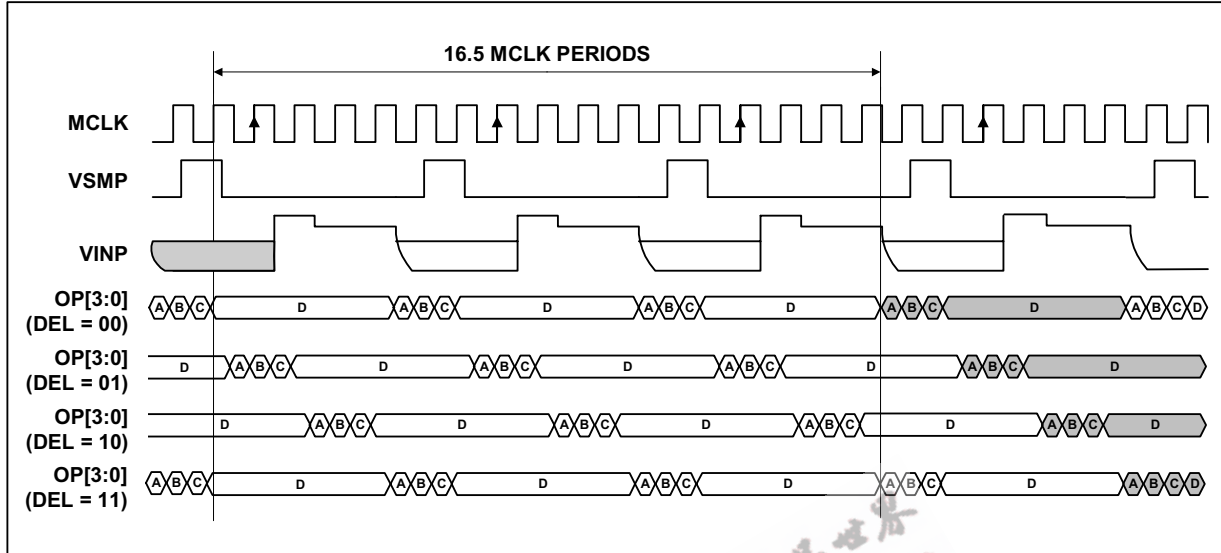 16.5 MCLK PERIODS
MCLK
VSMP
VINP
OP[3:0]
(DEL = 00)
A B C D A B C D A B C D A B C D A B C D
OP[3:0]
(DEL = 01)
D A B C D A B C D A B C D A B C D
OP[3:0]
(DEL = 10)
D A B C D A B C D A B C D A B C D
OP[3:0]
(DEL = 11)
A B C D A B C D A B C D A B C D A B C D